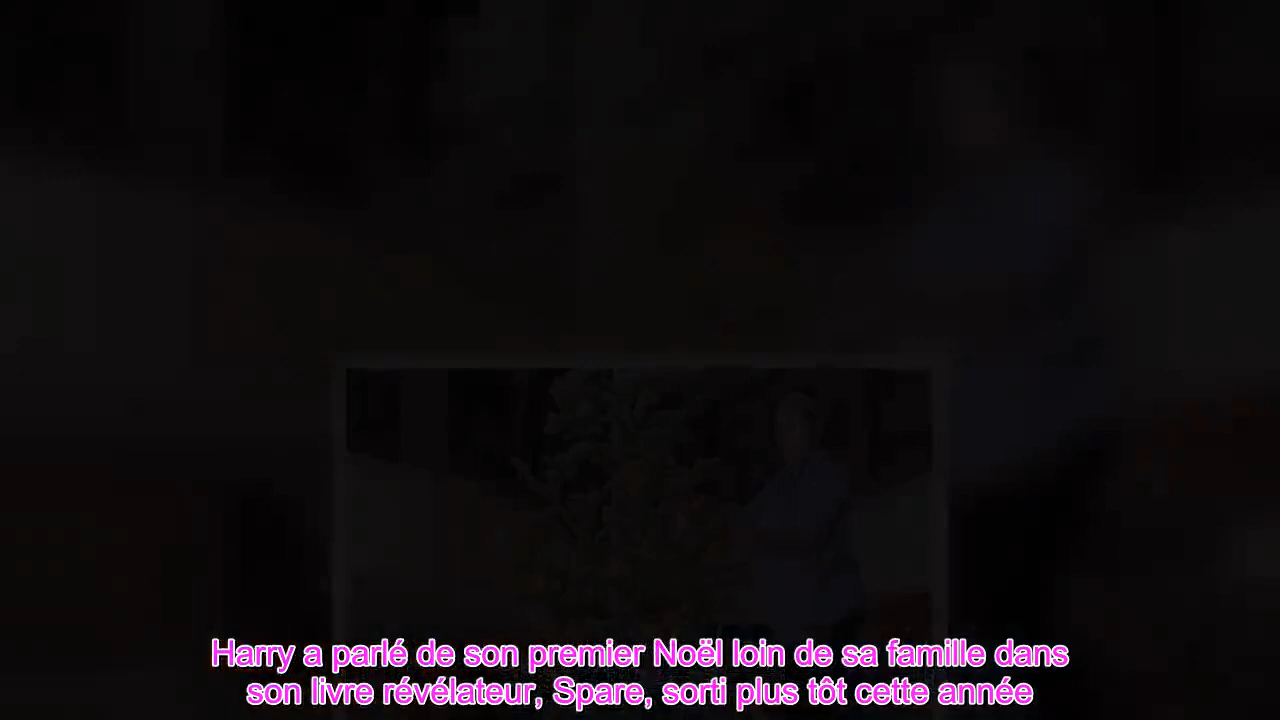 Harry a parlé de son premier Noël loin de sa famille dans
son livre révélateur, Spare, sorti plus tôt cette année